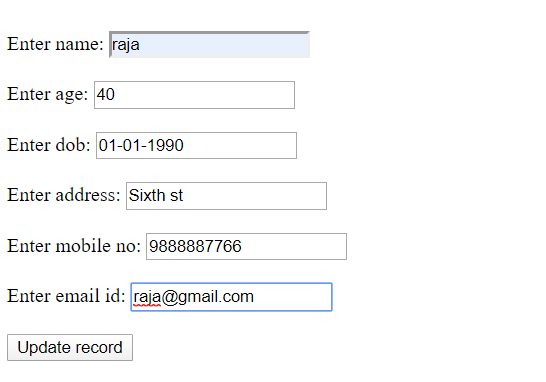 Enter name: raja
Enter age: 40
Enter dob: 01-01-1990
Enter address: Sixth st
Enter mobile no: 9888887766
Enter email id: raja@gmail.com
Update record